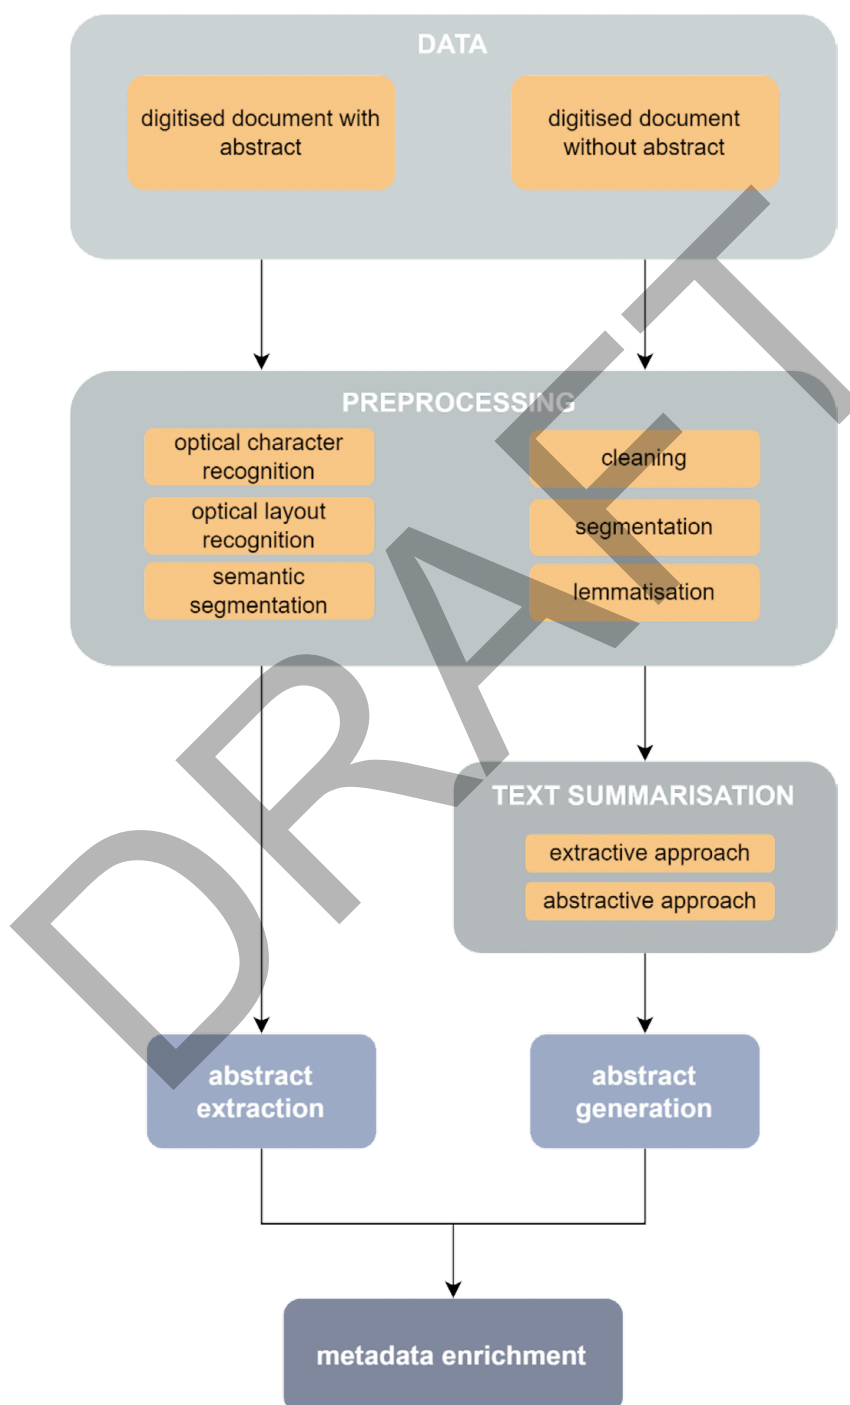 DATA
digitised document with
abstract
digitised document
without abstract
PREPROCESSING
optical character
recognition
optical layout
recognition
semantic
segmentation
cleaning
segmentation
lemmatisation
TEXT SUMMARISATION
extractive approach
abstractive approach
abstract
extraction
abstract
generation
metadata enrichment
DRAFT